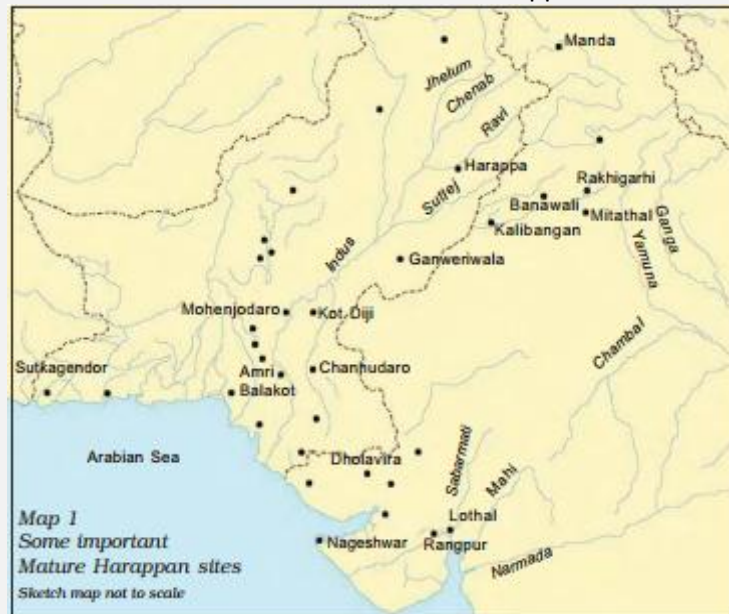 Manda
Jhelum
Chenab
Ravi
Harappa
Sutlej
Rakhigarhi
Banawali
Mitathal
Kalibangan
Ganga
Yamuna
Indus
Ganweriwala
Mohenjodaro
Kot Diji
Chambal
Sutkagendor
Amri
Chanhudaro
Balakot
Arabian Sea
Dholavira
Sabarmati
Mahi
Lothal
Nageshwar
Rangpur
Narmada
Map 1
Some important
Mature Harappan sites
Sketch map not to scale